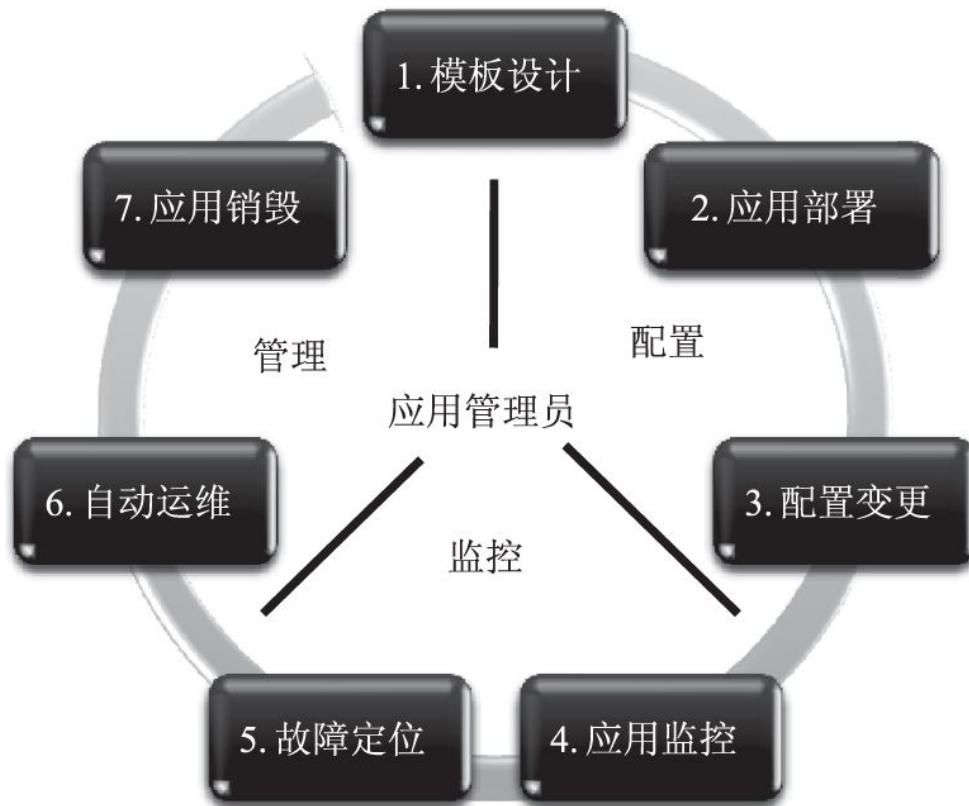 1. 模板设计
7. 应用销毁
2. 应用部署
管理
配置
应用管理员
6. 自动运维
3. 配置变更
监控
5. 故障定位
4. 应用监控